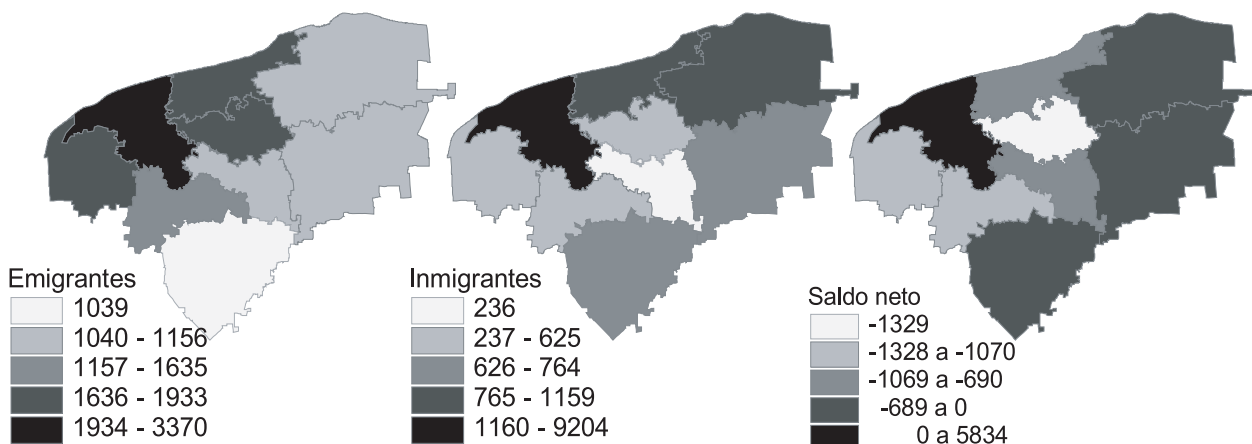 Emigrantes
1039
1040 - 1156
1157 - 1635
1636 - 1933
1934 - 3370
Inmigrantes
236
237 - 625
626 - 764
765 - 1159
1160 - 9204
Saldo neto
-1329
-1328 a -1070
-1069 a -690
-689 a 0
0 a 5834